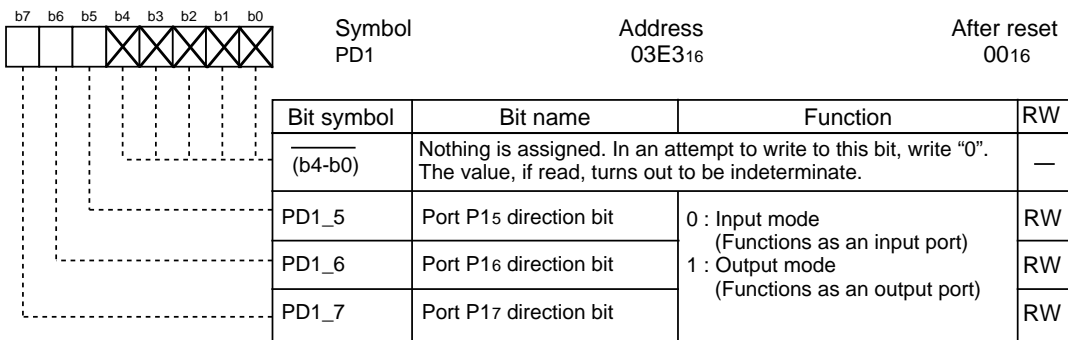 b7 b6 b5 b4 b3 b2 b1 b0
Symbol Address After reset
PD1 03E316 0016
Bit symbol Bit name Function RW
(b4-b0) Nothing is assigned. In an attempt to write to this bit, write “0”. —
The value, if read, turns out to be indeterminate.
PD1_5 Port P15 direction bit 0 : Input mode RW
(Functions as an input port)
PD1_6 Port P16 direction bit 1 : Output mode RW
(Functions as an output port)
PD1_7 Port P17 direction bit RW